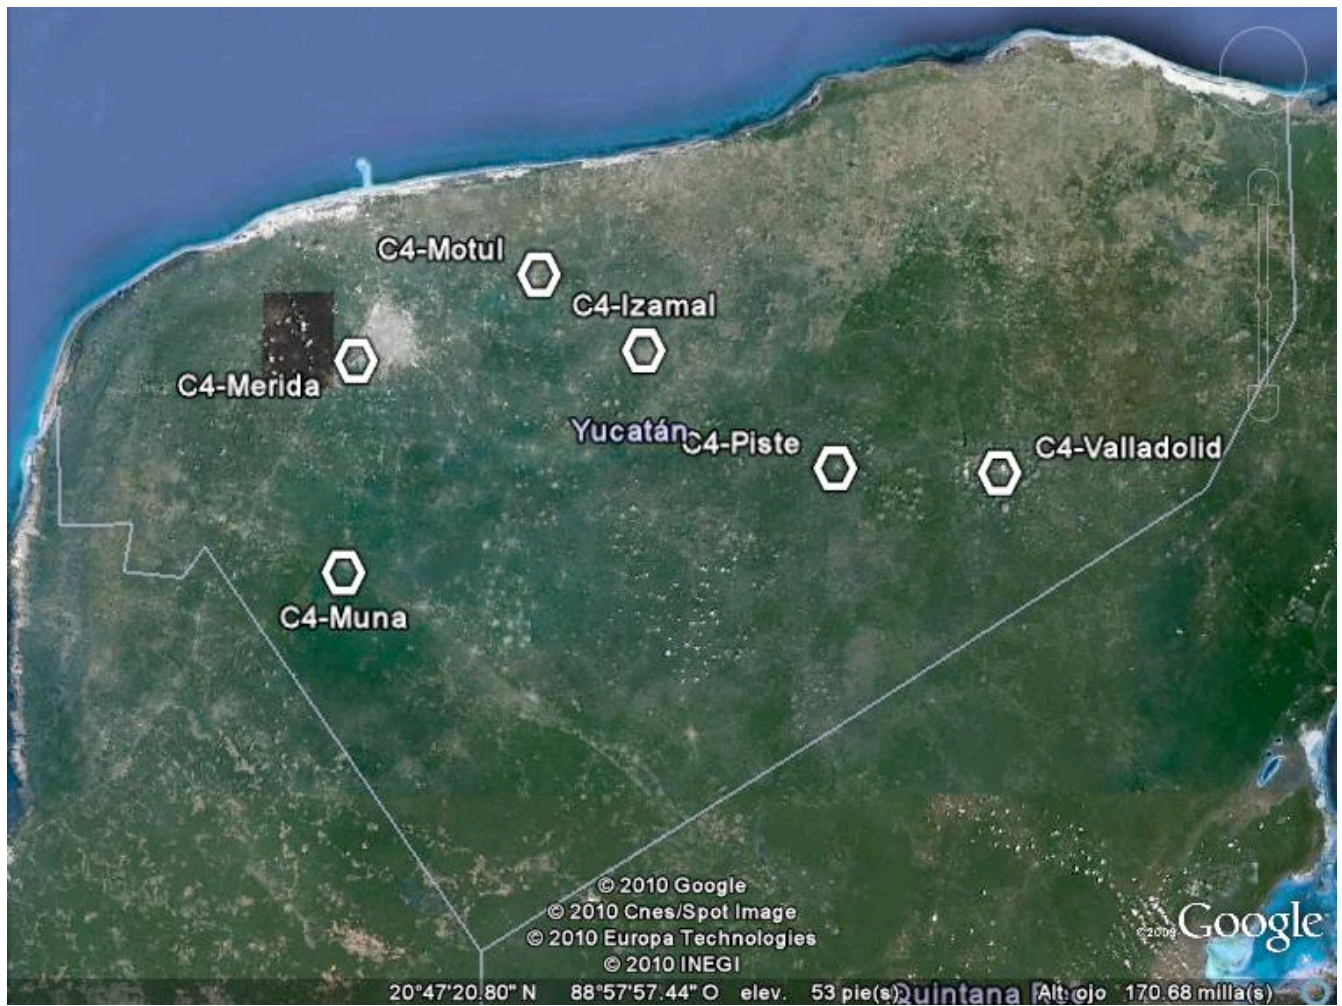 C4-Motul
C4-Izamal
C4-Merida
Yucatán
C4-Piste
C4-Valladolid
C4-Muna
© 2010 Google
© 2010 Cnes/Spot Image
© 2010 Europa Technologies
© 2010 INEGI
©2009 Google
20°47'20.80" N 88°57'57.44" O elev. 53 pie(s)
Quintana
Alt. ojo 170.68 milla(s)